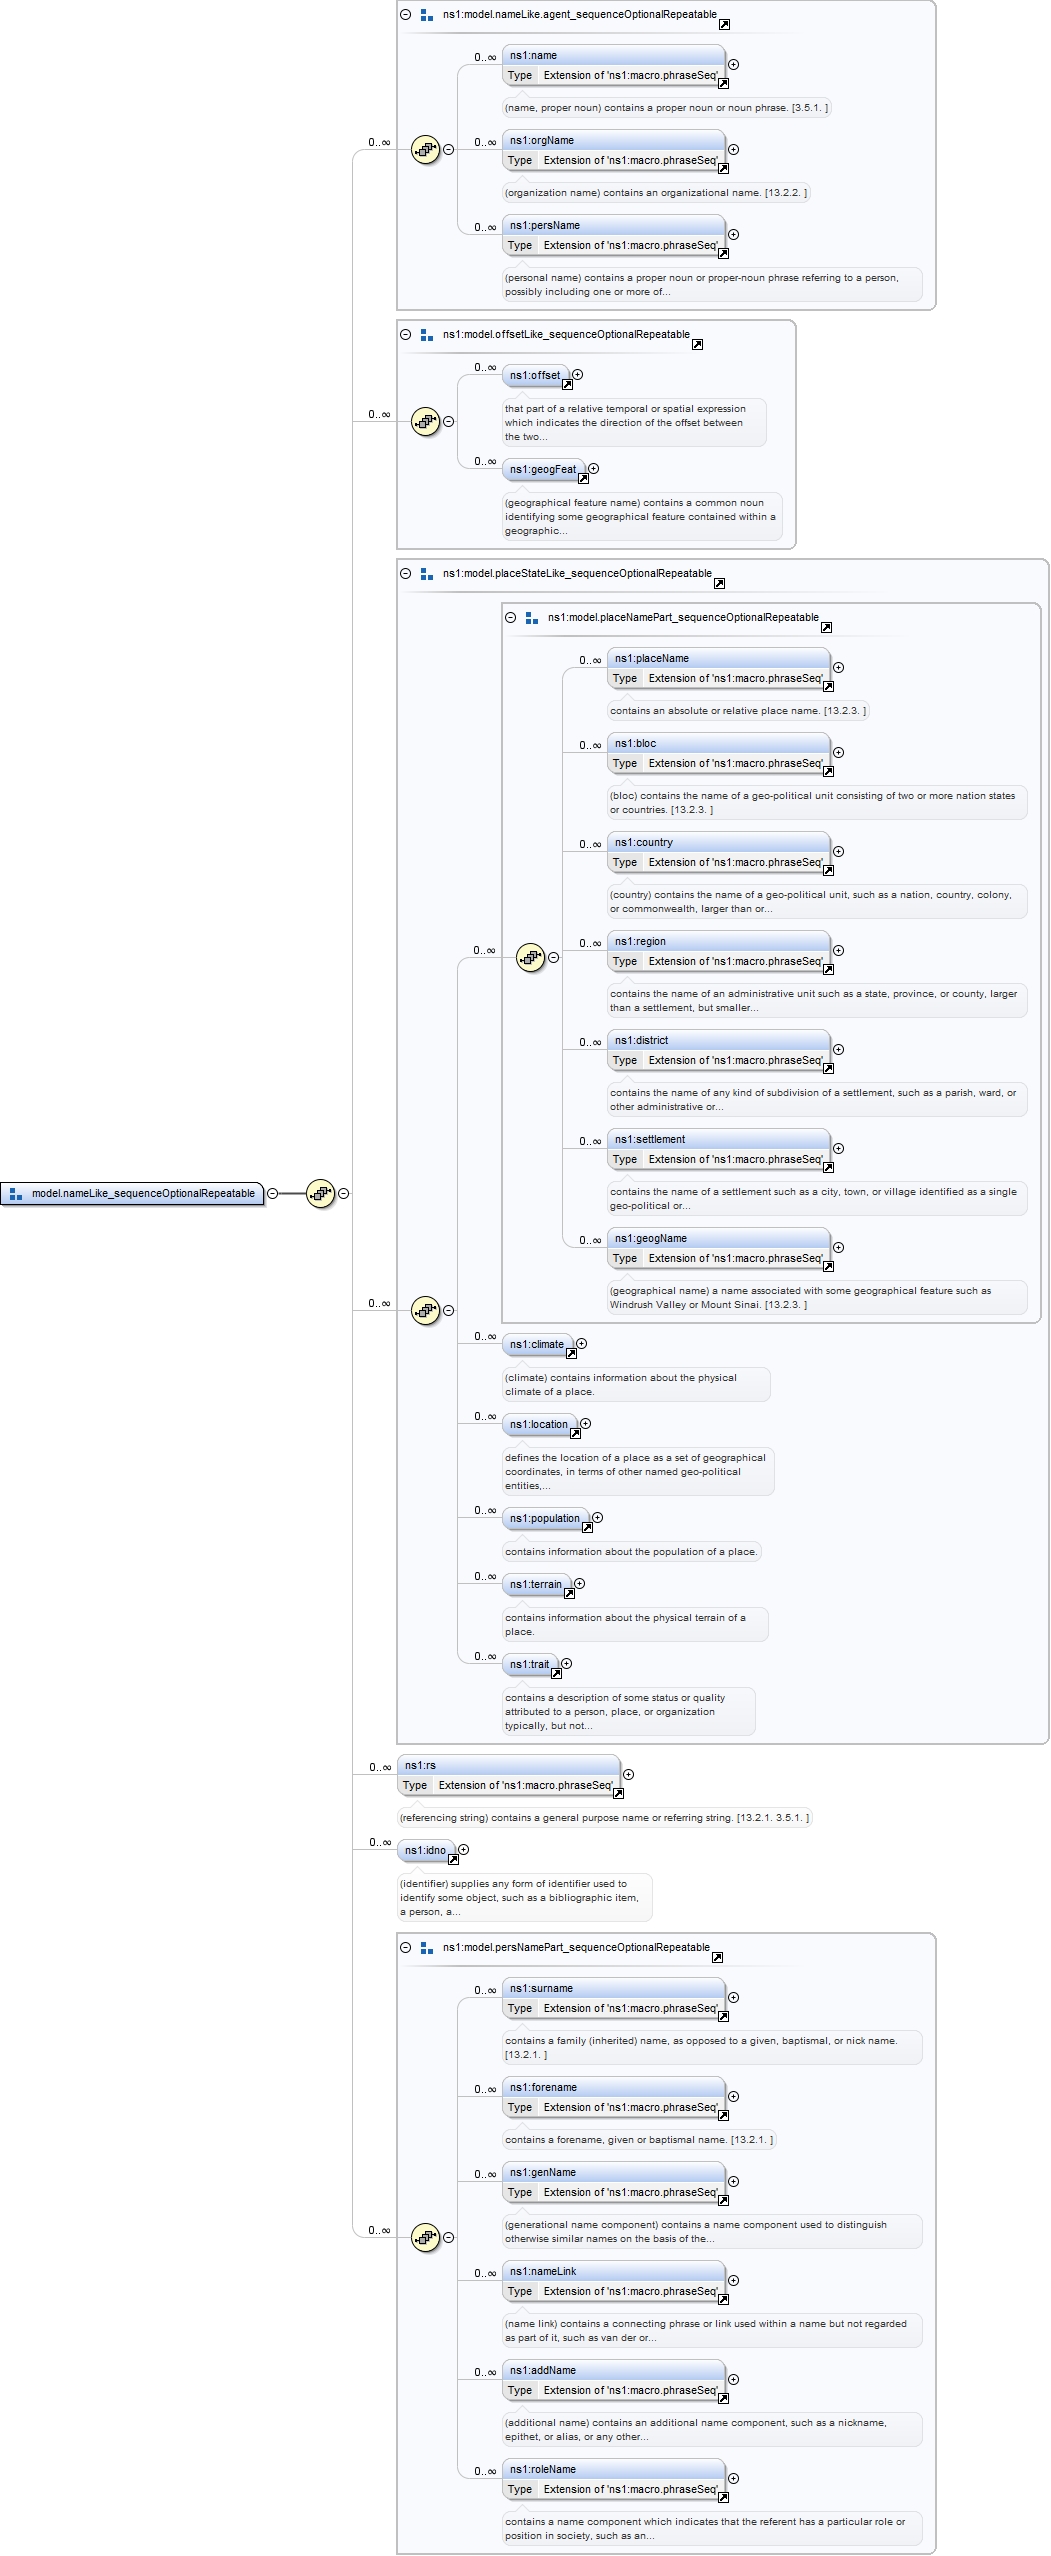 ns1:model.nameLike.agent_sequenceOptionalRepeatable
0..∞
ns1:name
Type Extension of 'ns1:macro.phraseSeq'
(name, proper noun) contains a proper noun or noun phrase. [3.5.1. ]
0..∞
0..∞
ns1:orgName
Type Extension of 'ns1:macro.phraseSeq'
(organization name) contains an organizational name. [13.2.2. ]
0..∞
ns1:persName
Type Extension of 'ns1:macro.phraseSeq'
(personal name) contains a proper noun or proper-noun phrase referring to a person,
possibly including one or more of...
ns1:model.offsetLike_sequenceOptionalRepeatable
0..∞
ns1:offset
that part of a relative temporal or spatial expression
which indicates the direction of the offset between
the two...
0..∞
0..∞
ns1:geogFeat
(geographical feature name) contains a common noun
identifying some geographical feature contained within a
geographic...
ns1:model.placeStateLike_sequenceOptionalRepeatable
ns1:model.placeNamePart_sequenceOptionalRepeatable
0..∞
ns1:placeName
Type Extension of 'ns1:macro.phraseSeq'
contains an absolute or relative place name. [13.2.3. ]
0..∞
ns1:bloc
Type Extension of 'ns1:macro.phraseSeq'
(bloc) contains the name of a geo-political unit consisting of two or more nation states
or countries. [13.2.3. ]
0..∞
ns1:country
Type Extension of 'ns1:macro.phraseSeq'
(country) contains the name of a geo-political unit, such as a nation, country, colony,
or commonwealth, larger than or...
0..∞
0..∞
ns1:region
Type Extension of 'ns1:macro.phraseSeq'
contains the name of an administrative unit such as a state, province, or county, larger
than a settlement, but smaller...
0..∞
ns1:district
Type Extension of 'ns1:macro.phraseSeq'
contains the name of any kind of subdivision of a settlement, such as a parish, ward, or
other administrative or...
0..∞
ns1:settlement
Type Extension of 'ns1:macro.phraseSeq'
contains the name of a settlement such as a city, town, or village identified as a single
geo-political or...
model.nameLike_sequenceOptionalRepeatable
0..∞
ns1:geogName
Type Extension of 'ns1:macro.phraseSeq'
(geographical name) a name associated with some geographical feature such as
Windrush Valley or Mount Sinai. [13.2.3. ]
0..∞
0..∞
ns1:climate
(climate) contains information about the physical
climate of a place.
0..∞
ns1:location
defines the location of a place as a set of geographical
coordinates, in terms of other named geo-political
entities,...
0..∞
ns1:population
contains information about the population of a place.
0..∞
ns1:terrain
contains information about the physical terrain of a
place.
0..∞
ns1:trait
contains a description of some status or quality
attributed to a person, place, or organization
typically, but not...
0..∞
ns1:rs
Type Extension of 'ns1:macro.phraseSeq'
(referencing string) contains a general purpose name or referring string. [13.2.1. 3.5.1. ]
0..∞
ns1:idno
(identifier) supplies any form of identifier used to
identify some object, such as a bibliographic item,
a person, a...
ns1:model.persNamePart_sequenceOptionalRepeatable
0..∞
ns1:surname
Type Extension of 'ns1:macro.phraseSeq'
contains a family (inherited) name, as opposed to a given, baptismal, or nick name.
[13.2.1. ]
0..∞
ns1:forename
Type Extension of 'ns1:macro.phraseSeq'
contains a forename, given or baptismal name. [13.2.1. ]
0..∞
ns1:genName
Type Extension of 'ns1:macro.phraseSeq'
(generational name component) contains a name component used to distinguish
otherwise similar names on the basis of the...
0..∞
0..∞
ns1:nameLink
Type Extension of 'ns1:macro.phraseSeq'
(name link) contains a connecting phrase or link used within a name but not regarded
as part of it, such as van der or...
0..∞
ns1:addName
Type Extension of 'ns1:macro.phraseSeq'
(additional name) contains an additional name component, such as a nickname,
epithet, or alias, or any other...
0..∞
ns1:roleName
Type Extension of 'ns1:macro.phraseSeq'
contains a name component which indicates that the referent has a particular role or
position in society, such as an...